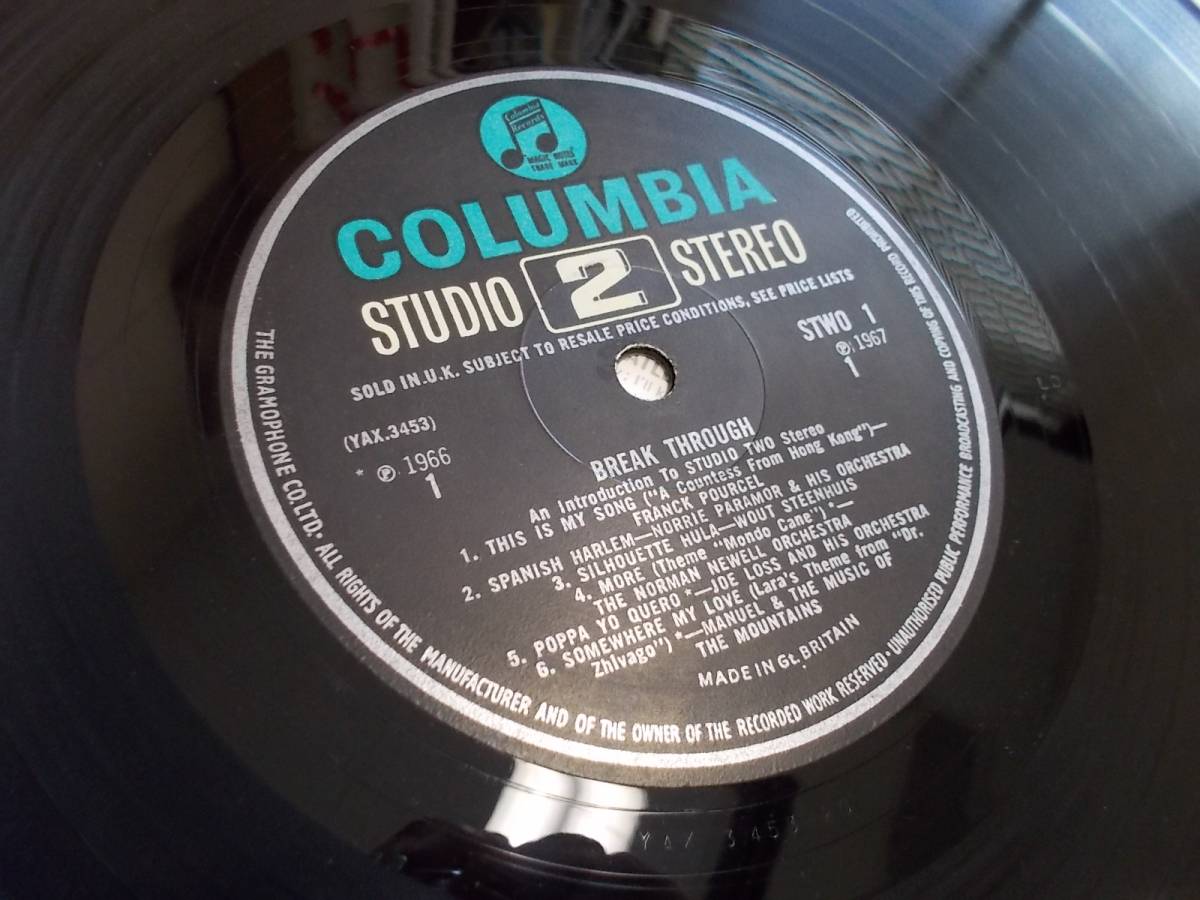 Columbia
Records
MAGIC NOTES
TRADE MARK
COLUMBIA
STUDIO 2 STEREO
SOLD IN U.K. SUBJECT TO RESALE PRICE CONDITIONS, SEE PRICE LISTS
STWO 1
℗ 1967
1
(YAX.3453)
* ℗ 1966
1
BREAK THROUGH
An Introduction To STUDIO TWO Stereo
1. THIS IS MY SONG ("A Countess From Hong Kong")—
FRANCK POURCEL
2. SPANISH HARLEM—NORRIE PARAMOR & HIS ORCHESTRA
3. SILHOUETTE HULA—WOUT STEENHUIS
4. MORE (Theme "Mondo Cane") *—
THE NORMAN NEWELL ORCHESTRA
5. POPPA YO QUERO *—JOE LOSS AND HIS ORCHESTRA
6. SOMEWHERE MY LOVE (Lara's Theme from "Dr.
Zhivago") *—MANUEL & THE MUSIC OF
THE MOUNTAINS
MADE IN Gt. BRITAIN
THE GRAMOPHONE CO. LTD. · ALL RIGHTS OF THE MANUFACTURER AND OF THE OWNER OF THE RECORDED WORK RESERVED · UNAUTHORISED PUBLIC PERFORMANCE BROADCASTING AND COPYING OF THIS RECORD PROHIBITED
YAX 3453